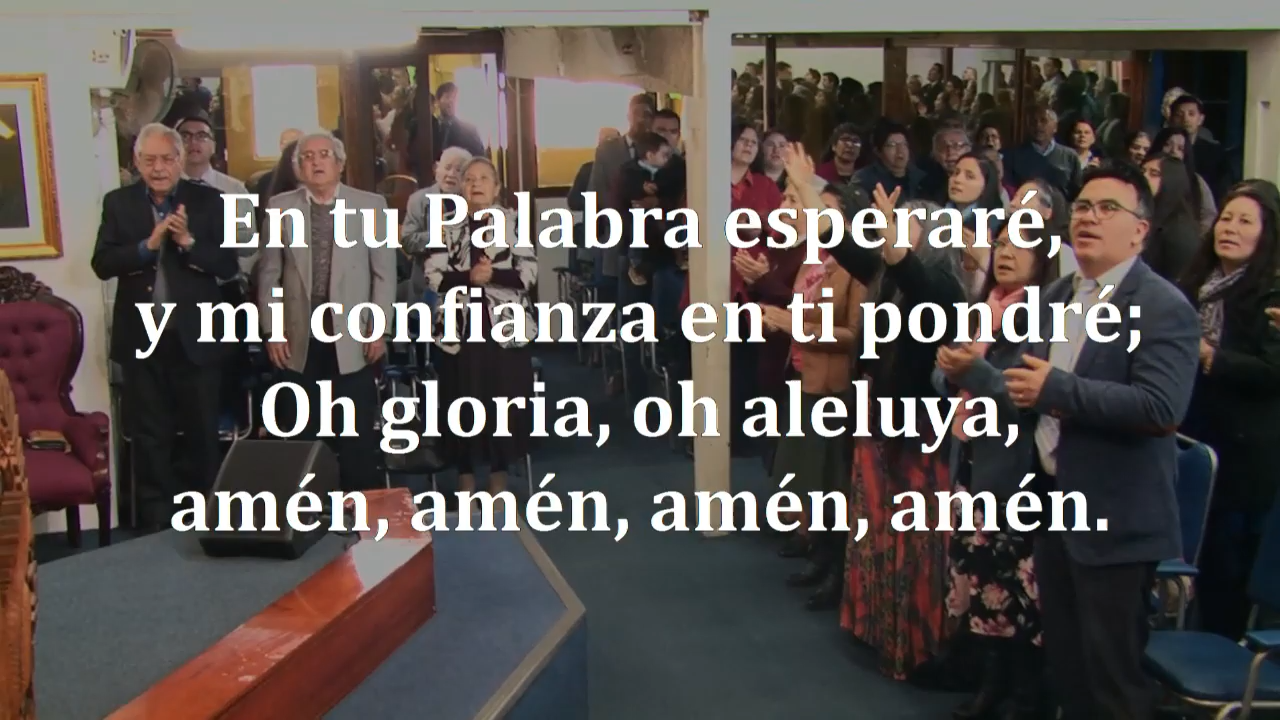 En tu Palabra esperaré,
y mi confianza en ti pondré;
Oh gloria, oh aleluya,
amén, amén, amén, amén.